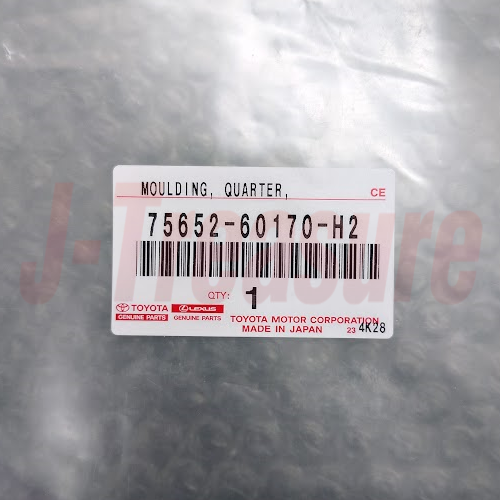 MOULDING, QUARTER, CE
75652-60170-H2
QTY: 1
TOYOTA LEXUS TOYOTA MOTOR CORPORATION
GENUINE PARTS GENUINE PARTS MADE IN JAPAN 23 4K28
J-Treasure